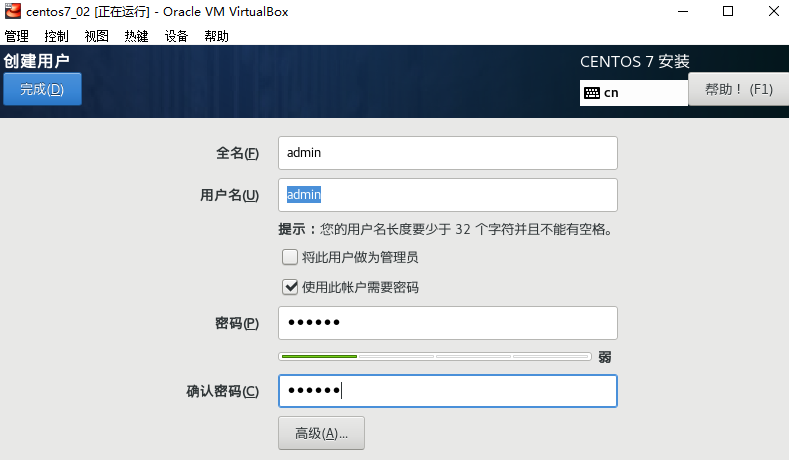 centos7_02 [正在运行] - Oracle VM VirtualBox
管理 控制 视图 热键 设备 帮助
创建用户 CENTOS 7 安装
完成(D) cn 帮助！(F1)
全名(F) admin
用户名(U) admin
提示：您的用户名长度要少于 32 个字符并且不能有空格。
将此用户做为管理员
使用此帐户需要密码
密码(P) ●●●●●●
弱
确认密码(C) ●●●●●●
高级(A)...